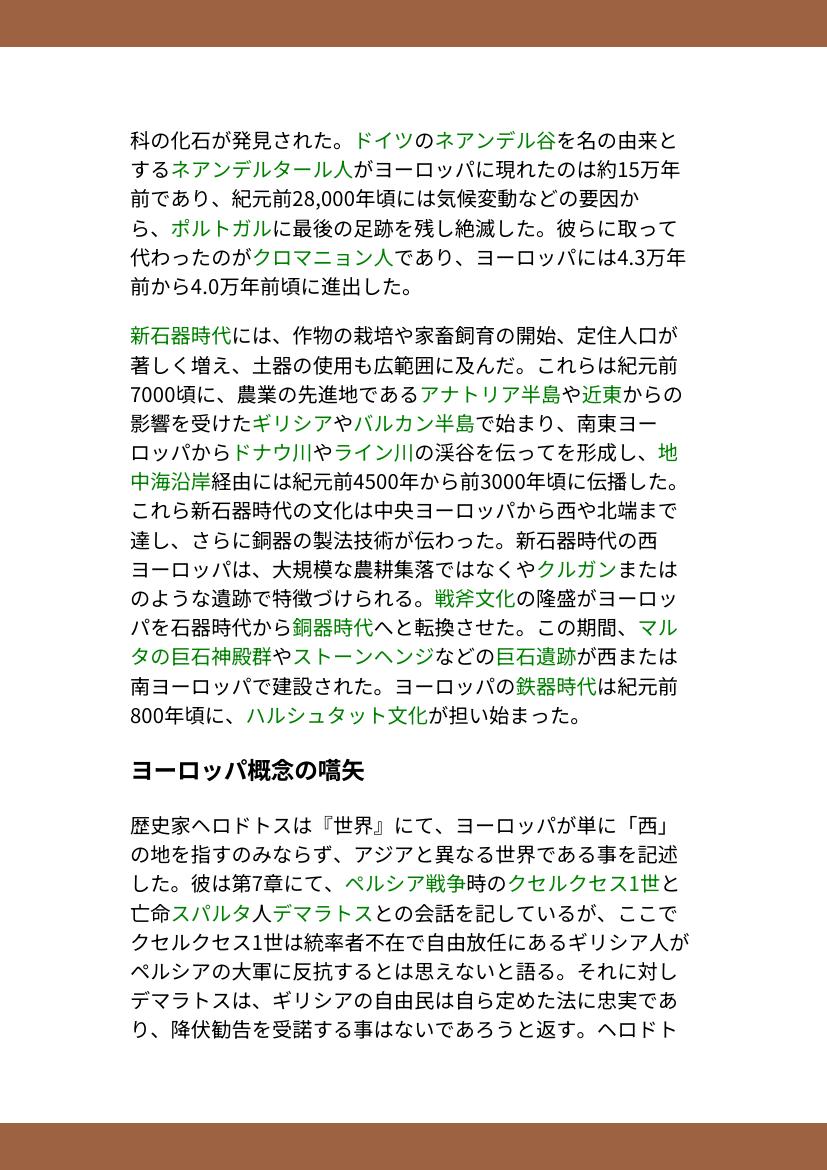 科の化石が発見された。ドイツのネアンデル谷を名の由来と
するネアンデルタール人がヨーロッパに現れたのは約15万年
前であり、紀元前28,000年頃には気候変動などの要因か
ら、ポルトガルに最後の足跡を残し絶滅した。彼らに取って
代わったのがクロマニョン人であり、ヨーロッパには4.3万年
前から4.0万年前頃に進出した。
新石器時代には、作物の栽培や家畜飼育の開始、定住人口が
著しく増え、土器の使用も広範囲に及んだ。これらは紀元前
7000頃に、農業の先進地であるアナトリア半島や近東からの
影響を受けたギリシアやバルカン半島で始まり、南東ヨー
ロッパからドナウ川やライン川の渓谷を伝ってを形成し、地
中海沿岸経由には紀元前4500年から前3000年頃に伝播した。
これら新石器時代の文化は中央ヨーロッパから西や北端まで
達し、さらに銅器の製法技術が伝わった。新石器時代の西
ヨーロッパは、大規模な農耕集落ではなくやクルガンまたは
のような遺跡で特徴づけられる。戦斧文化の隆盛がヨーロッ
パを石器時代から銅器時代へと転換させた。この期間、マル
タの巨石神殿群やストーンヘンジなどの巨石遺跡が西または
南ヨーロッパで建設された。ヨーロッパの鉄器時代は紀元前
800年頃に、ハルシュタット文化が担い始まった。
ヨーロッパ概念の嚆矢
歴史家ヘロドトスは『世界』にて、ヨーロッパが単に「西」
の地を指すのみならず、アジアと異なる世界である事を記述
した。彼は第7章にて、ペルシア戦争時のクセルクセス1世と
亡命スパルタ人デマラトスとの会話を記しているが、ここで
クセルクセス1世は統率者不在で自由放任にあるギリシア人が
ペルシアの大軍に反抗するとは思えないと語る。それに対し
デマラトスは、ギリシアの自由民は自ら定めた法に忠実であ
り、降伏勧告を受諾する事はないであろうと返す。ヘロドト